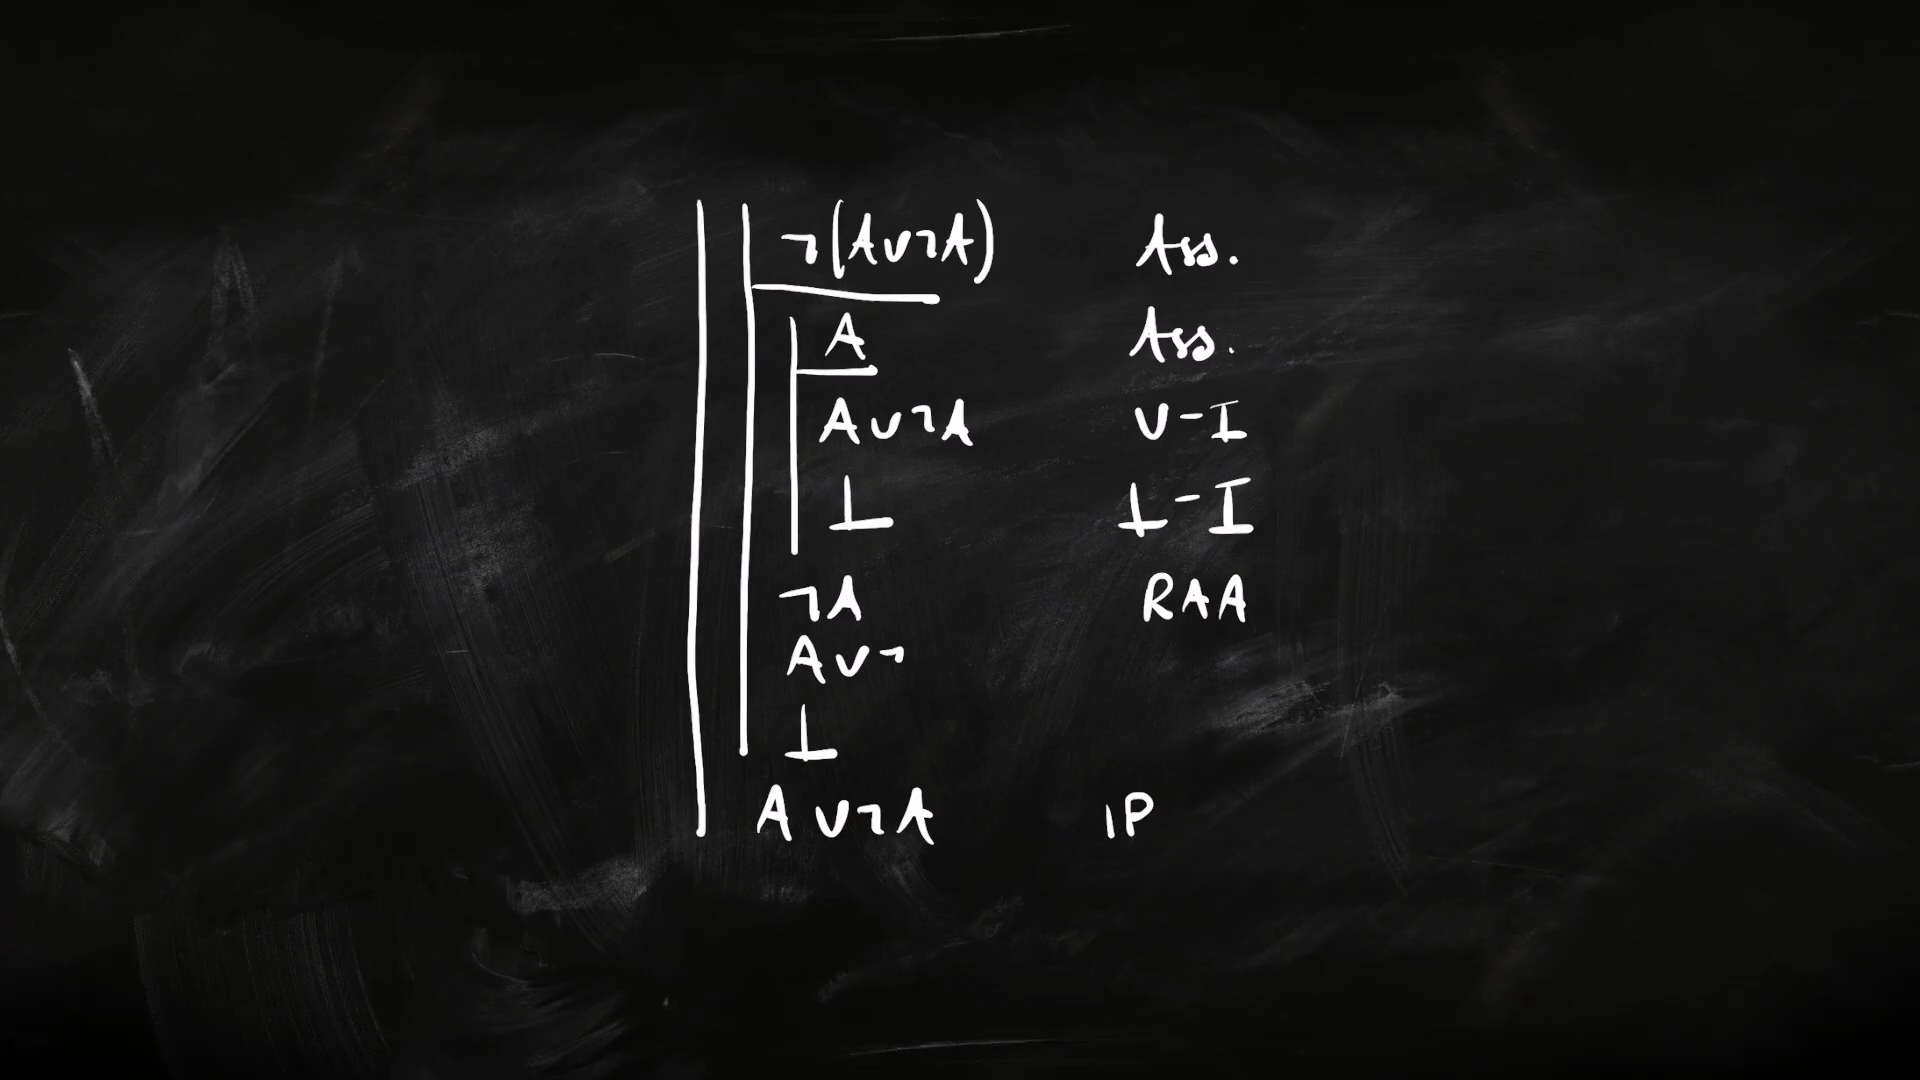 ¬(A∨¬A) Ass.
A Ass.
A∨¬A ∨-I
⊥ ⊥-I
¬A RAA
A∨¬
⊥
A∨¬A IP